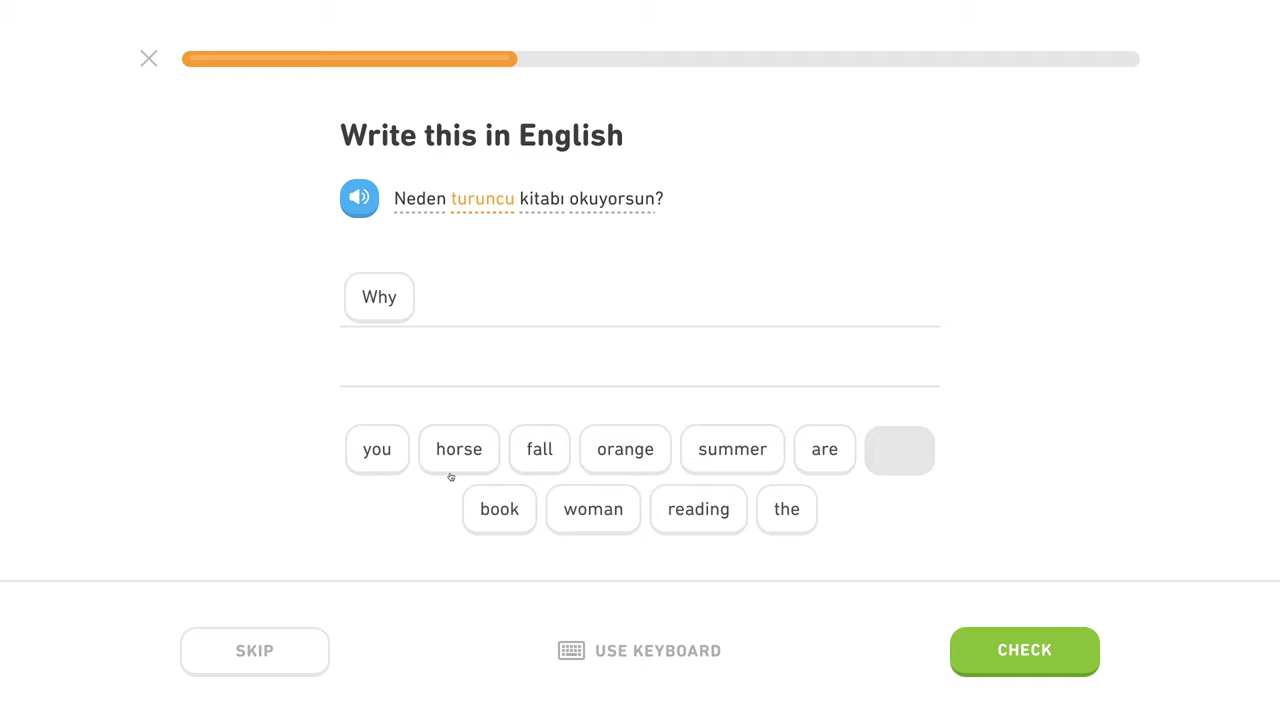 Write this in English
Neden turuncu kitabı okuyorsun?
Why
you horse fall orange summer are
book woman reading the
SKIP USE KEYBOARD CHECK